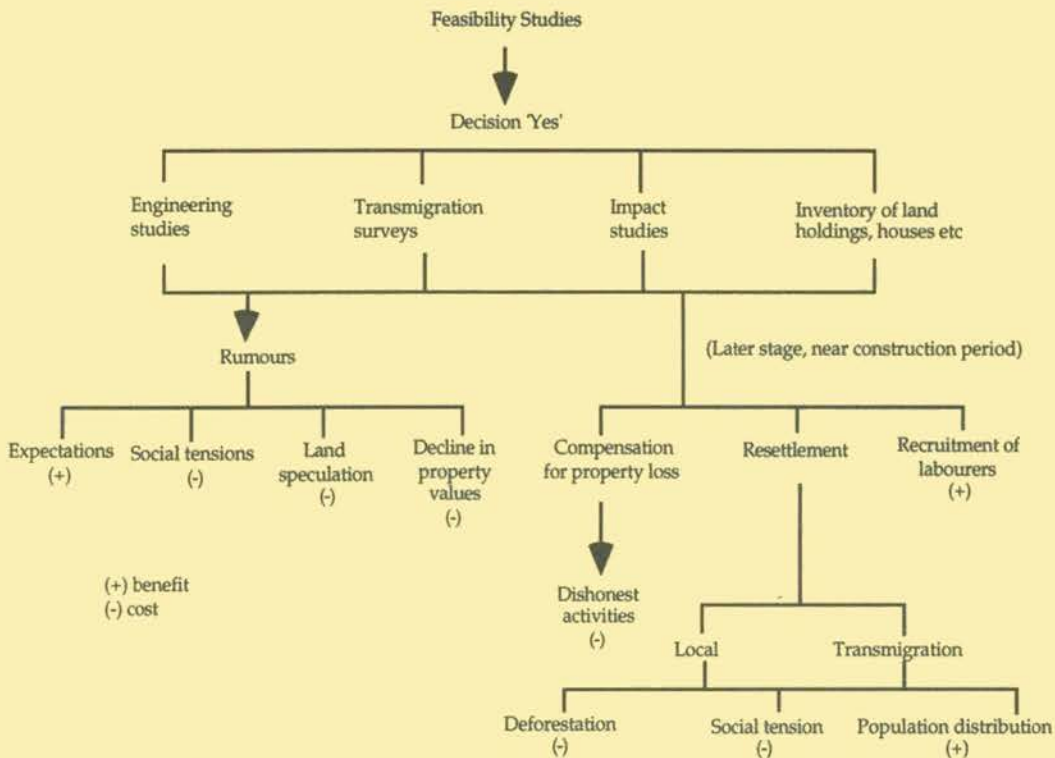 Feasibility Studies
Decision 'Yes'
Engineering
studies
Transmigration
surveys
Impact
studies
Inventory of land
holdings, houses etc
Rumours
(Later stage, near construction period)
Expectations
(+)
Social tensions
(-)
Land
speculation
(-)
Decline in
property
values
(-)
Compensation
for property loss
Resettlement
Recruitment of
labourers
(+)
(+) benefit
(-) cost
Dishonest
activities
(-)
Local
Transmigration
Deforestation
(-)
Social tension
(-)
Population distribution
(+)